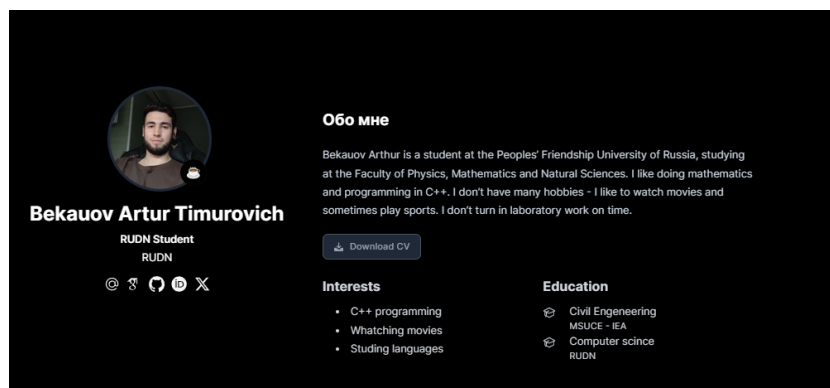 Обо мне
Bekauov Arthur is a student at the Peoples' Friendship University of Russia, studying
at the Faculty of Physics, Mathematics and Natural Sciences. I like doing mathematics
and programming in C++. I don't have many hobbies - I like to watch movies and
sometimes play sports. I don't turn in laboratory work on time.
Bekauov Artur Timurovich
RUDN Student
RUDN
Download CV
Interests
C++ programming
Whatching movies
Studing languages
Education
Civil Engeneering
MSUCE - IEA
Computer scince
RUDN